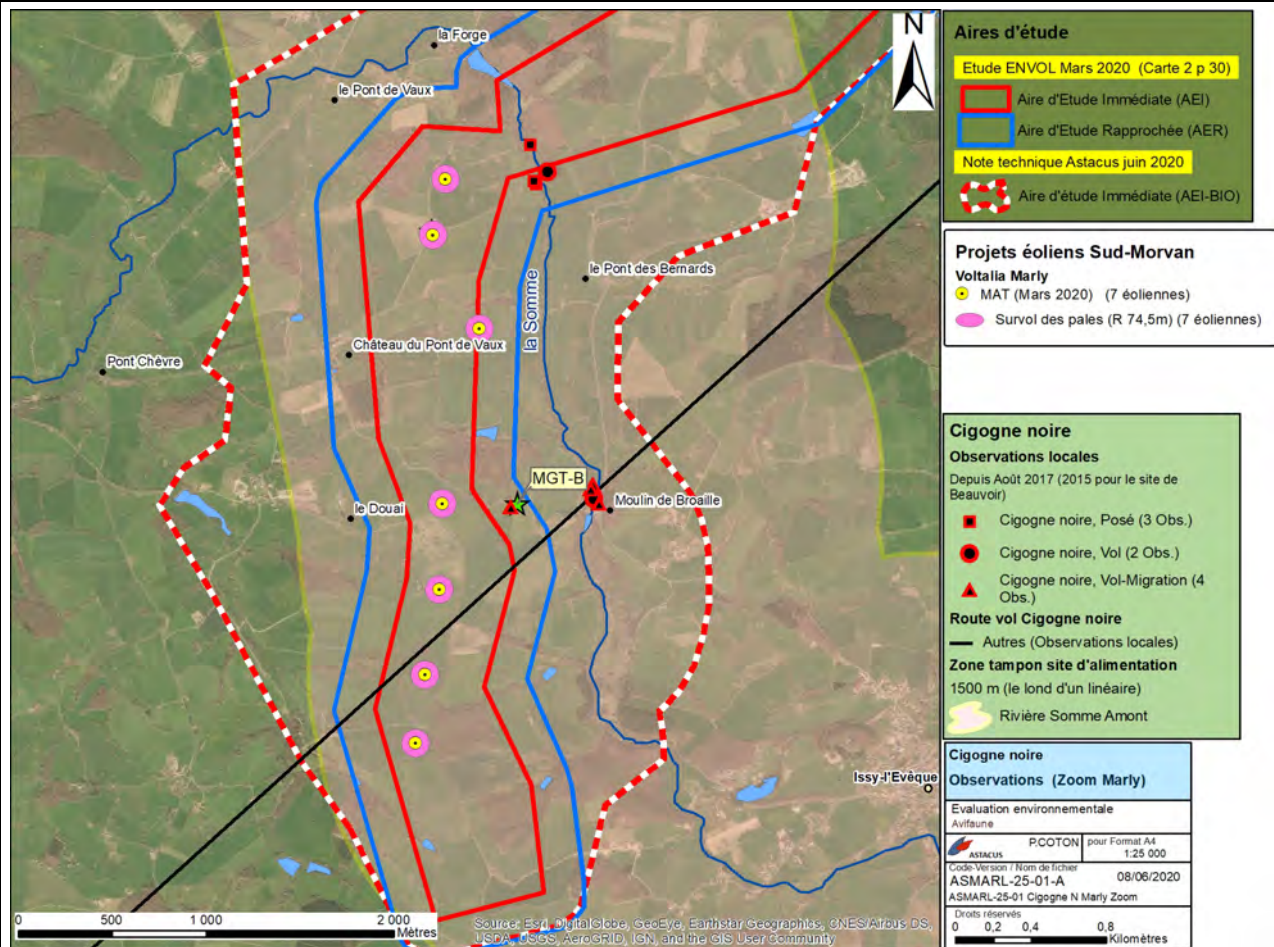 la Forge
le Pont de Vaux
le Pont des Bernards
la Somme
Château du Pont de Vaux
Pont Chèvre
MGT-B
Moulin de Broaille
le Douai
Issy-l'Evêque
N
0 500 1 000 2 000
Mètres
Source: Esri, DigitalGlobe, GeoEye, Earthstar Geographics, CNES/Airbus DS,
USDA, USGS, AeroGRID, IGN, and the GIS User Community
Aires d'étude
Etude ENVOL Mars 2020 (Carte 2 p 30)
Aire d'Etude Immédiate (AEI)
Aire d'Etude Rapprochée (AER)
Note technique Astacus juin 2020
Aire d'étude Immédiate (AEI-BIO)
Projets éoliens Sud-Morvan
Voltalia Marly
MAT (Mars 2020) (7 éoliennes)
Survol des pales (R 74,5m) (7 éoliennes)
Cigogne noire
Observations locales
Depuis Août 2017 (2015 pour le site de
Beauvoir)
Cigogne noire, Posé (3 Obs.)
Cigogne noire, Vol (2 Obs.)
Cigogne noire, Vol-Migration (4
Obs.)
Route vol Cigogne noire
Autres (Observations locales)
Zone tampon site d'alimentation
1500 m (le lond d'un linéaire)
Rivière Somme Amont
Cigogne noire
Observations (Zoom Marly)
Evaluation environnementale
Avifaune
ASTACUS
P.COTON
pour Format A4
1:25 000
Code-Version / Nom de fichier
ASMARL-25-01-A 08/06/2020
ASMARL-25-01 Cigogne N Marly Zoom
Droits réservés
0 0,2 0,4 0,8
Kilomètres